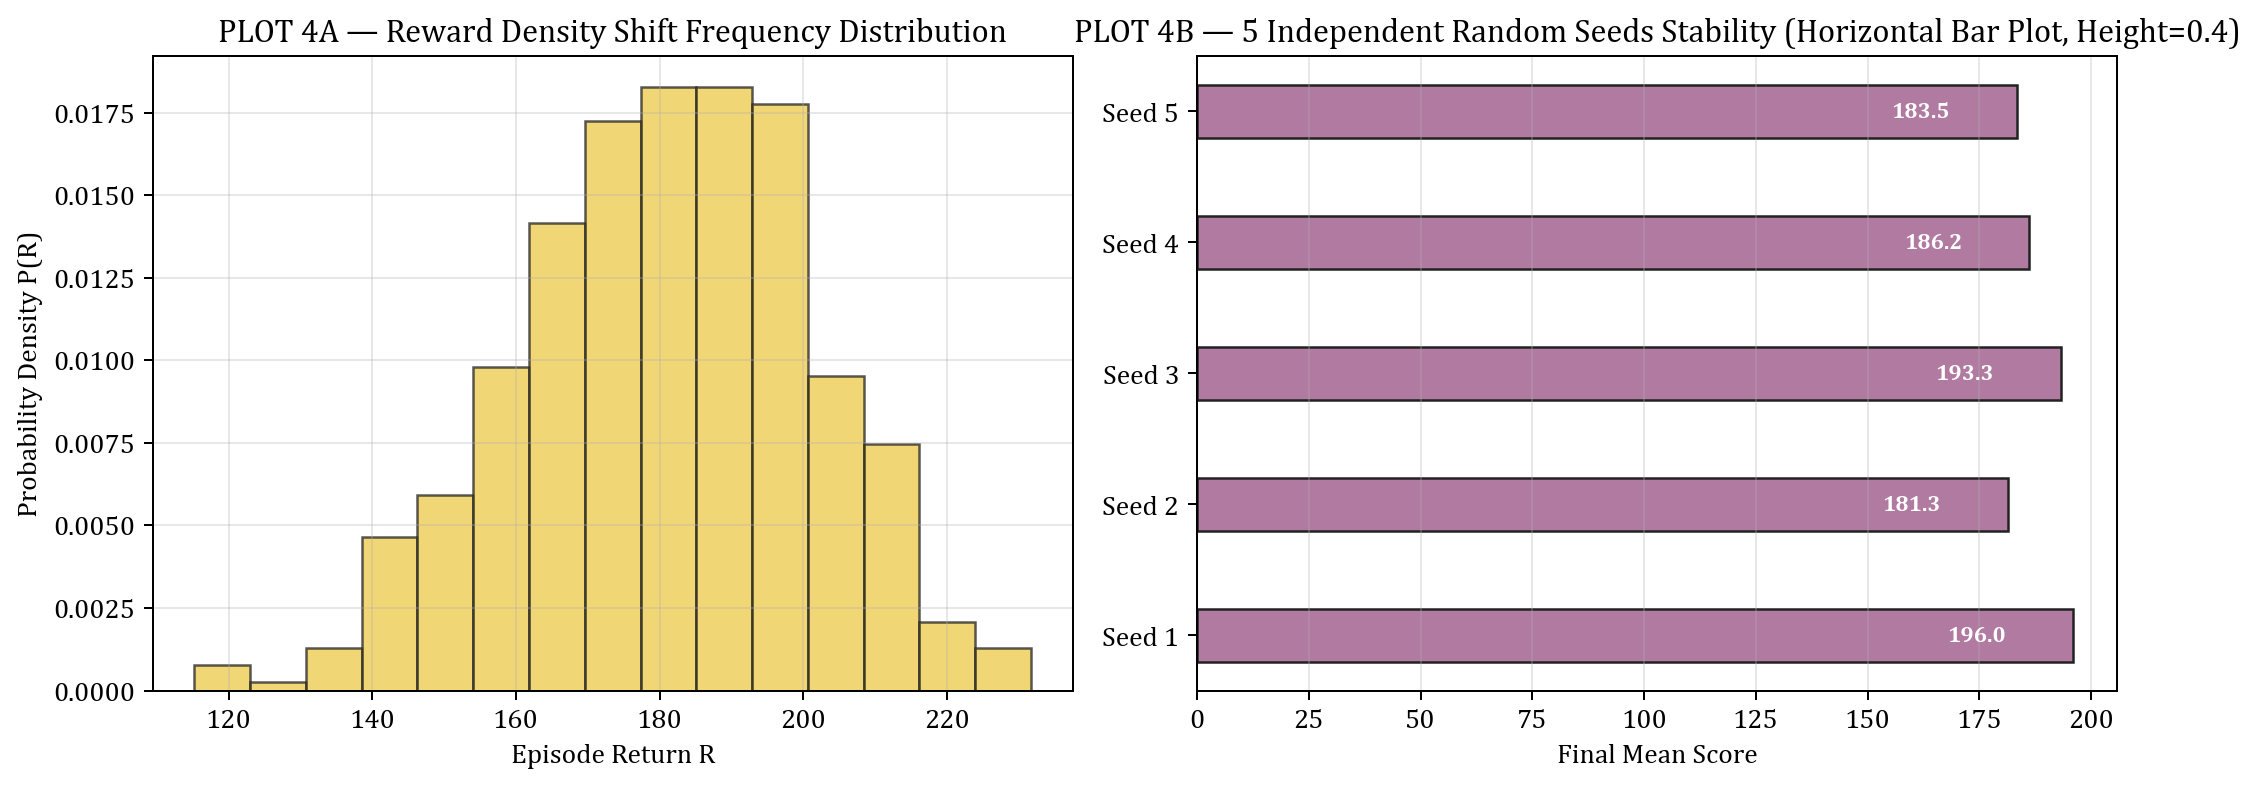 PLOT 4A — Reward Density Shift Frequency Distribution
Probability Density P(R)
0.0175
0.0150
0.0125
0.0100
0.0075
0.0050
0.0025
0.0000
120 140 160 180 200 220
Episode Return R
PLOT 4B — 5 Independent Random Seeds Stability (Horizontal Bar Plot, Height=0.4)
Seed 5 183.5
Seed 4 186.2
Seed 3 193.3
Seed 2 181.3
Seed 1 196.0
0 25 50 75 100 125 150 175 200
Final Mean Score